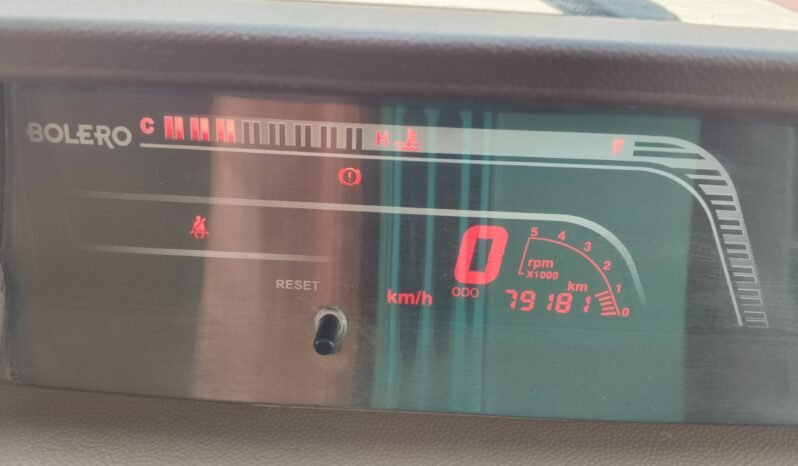 BOLERO C H F
5 4 3 2 1 0
rpm
X1000
RESET
0
km/h ODO 79181 km